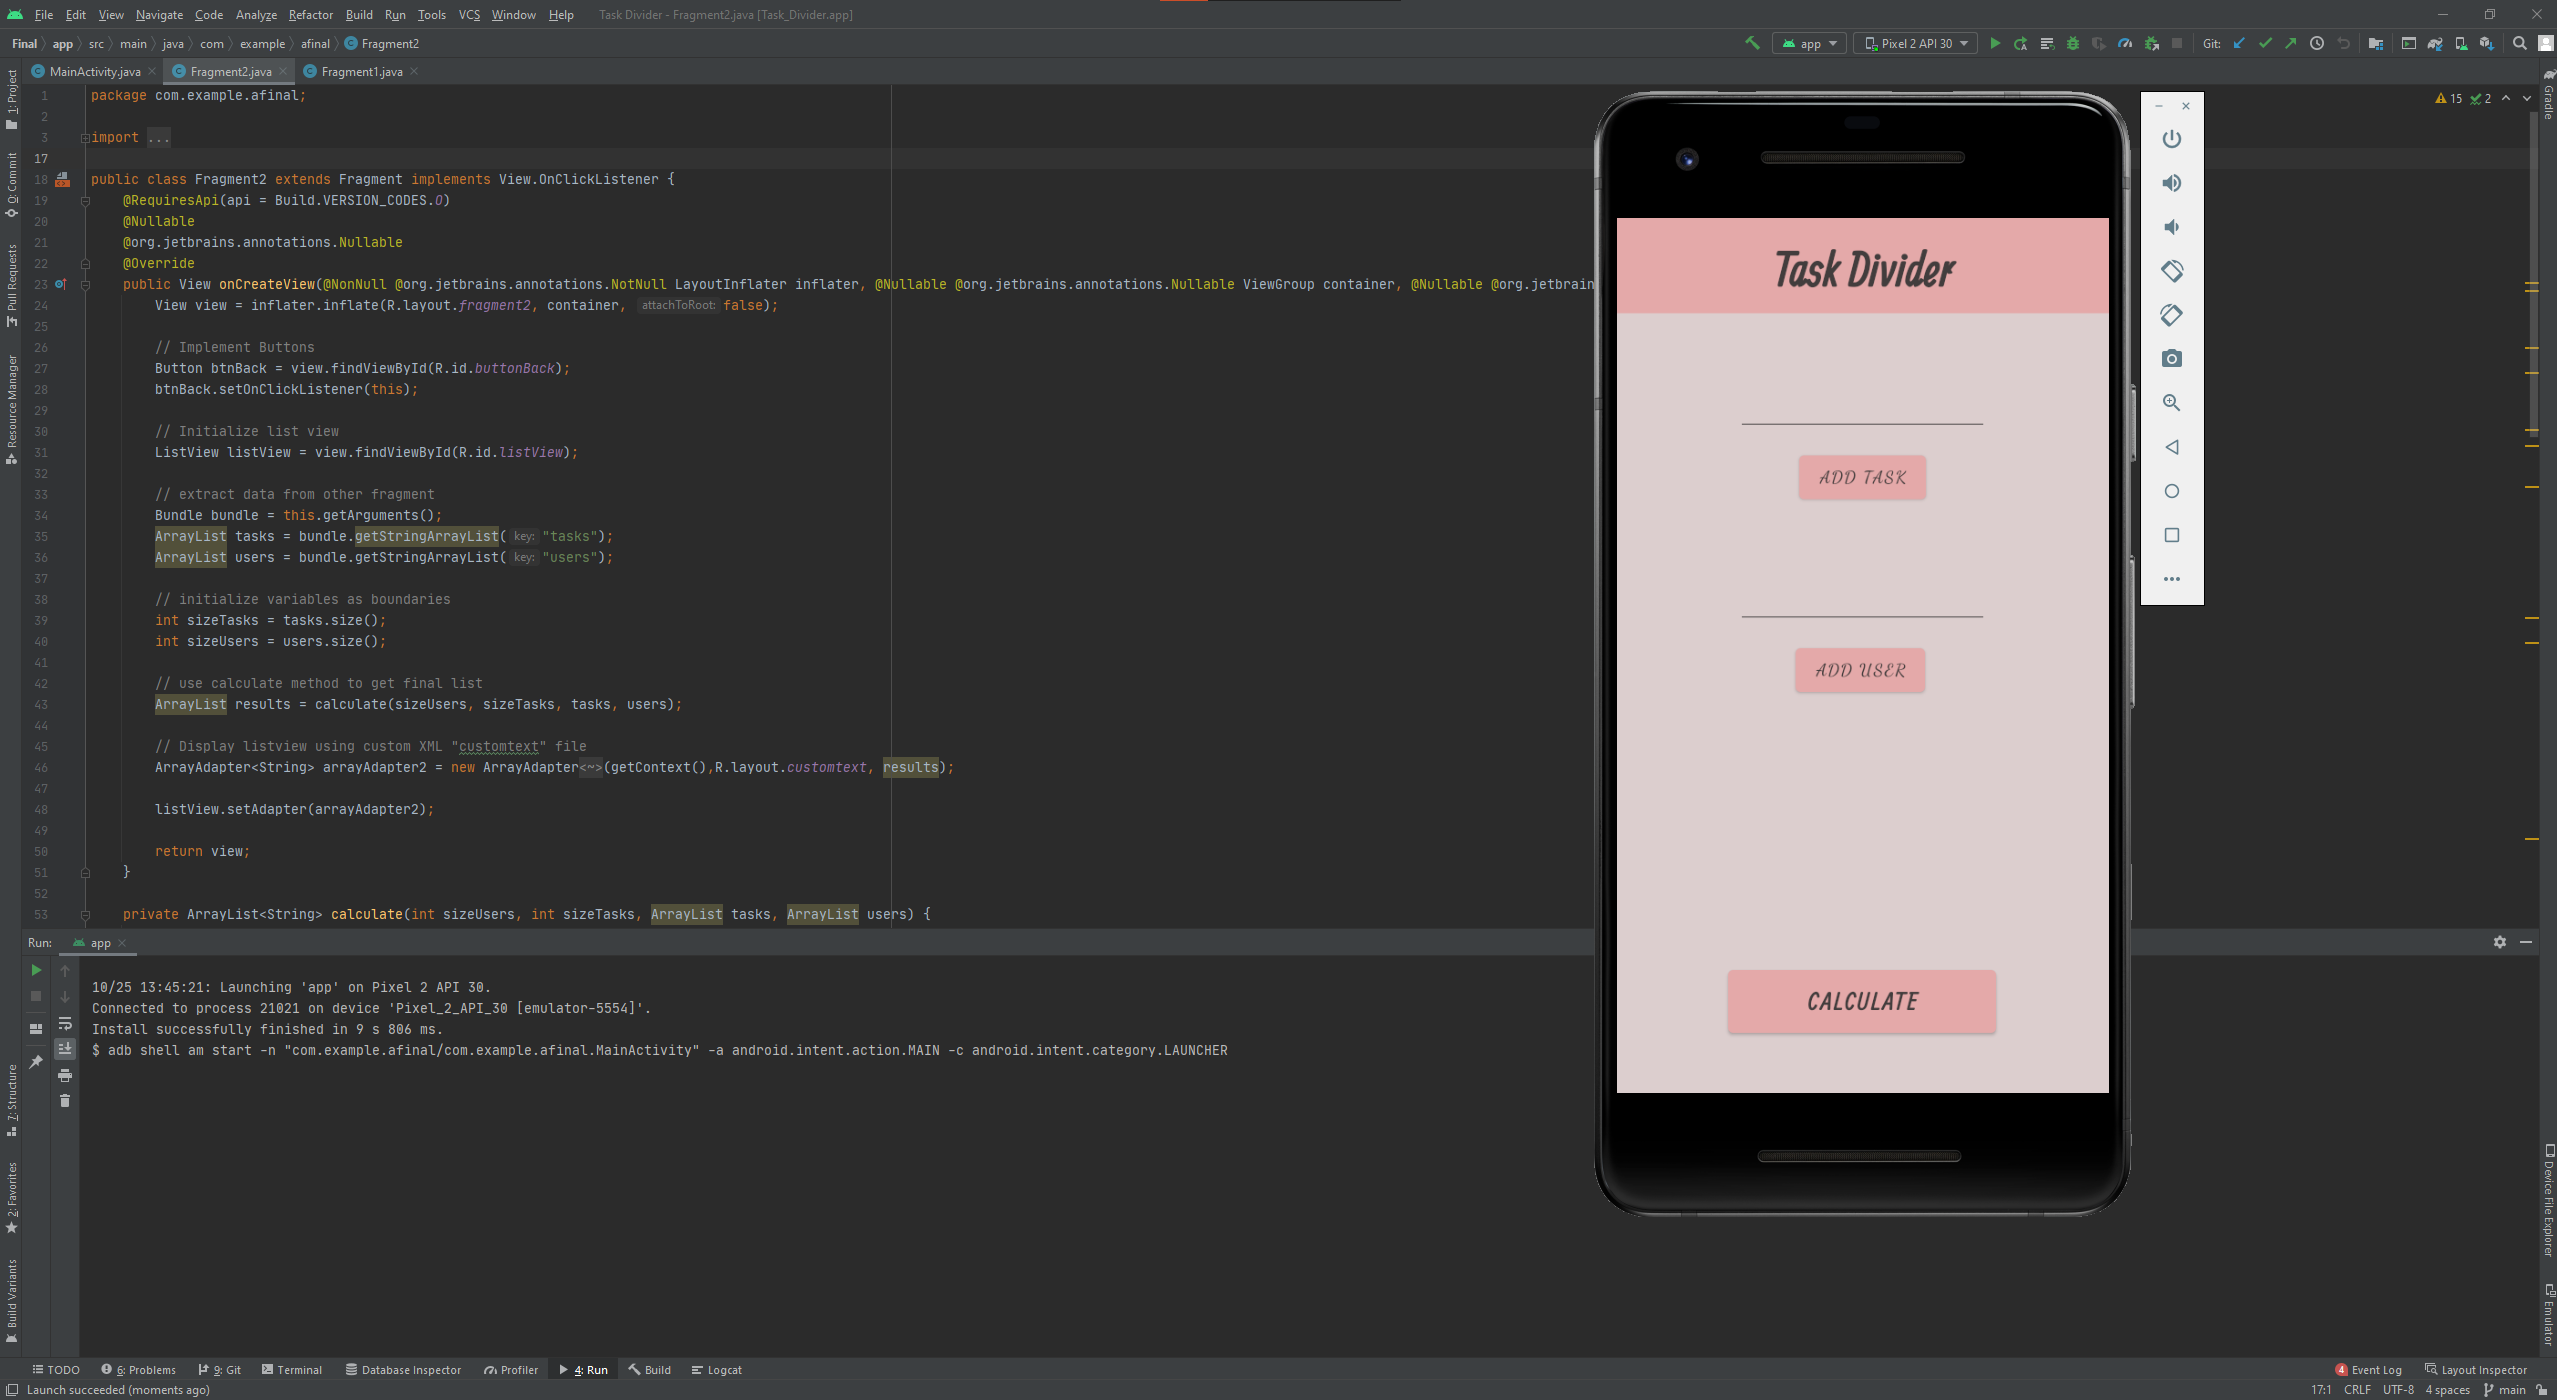 File Edit View Navigate Code Analyze Refactor Build Run Tools VCS Window Help Task Divider - Fragment2.java [Task_Divider.app]
Final app src main java com example afinal Fragment2 app Pixel 2 API 30 Git:
MainActivity.java Fragment2.java Fragment1.java
1 package com.example.afinal;
2
3 import ...
17
18 public class Fragment2 extends Fragment implements View.OnClickListener {
19 @RequiresApi(api = Build.VERSION_CODES.O)
20 @Nullable
21 @org.jetbrains.annotations.Nullable
22 @Override
23 public View onCreateView(@NonNull @org.jetbrains.annotations.NotNull LayoutInflater inflater, @Nullable @org.jetbrains.annotations.Nullable ViewGroup container, @Nullable @org.jetbrain
24 View view = inflater.inflate(R.layout.fragment2, container, attachToRoot: false);
25
26 // Implement Buttons
27 Button btnBack = view.findViewById(R.id.buttonBack);
28 btnBack.setOnClickListener(this);
29
30 // Initialize list view
31 ListView listView = view.findViewById(R.id.listView);
32
33 // extract data from other fragment
34 Bundle bundle = this.getArguments();
35 ArrayList tasks = bundle.getStringArrayList( key: "tasks");
36 ArrayList users = bundle.getStringArrayList( key: "users");
37
38 // initialize variables as boundaries
39 int sizeTasks = tasks.size();
40 int sizeUsers = users.size();
41
42 // use calculate method to get final list
43 ArrayList results = calculate(sizeUsers, sizeTasks, tasks, users);
44
45 // Display listview using custom XML "customtext" file
46 ArrayAdapter<String> arrayAdapter2 = new ArrayAdapter<~>(getContext(),R.layout.customtext, results);
47
48 listView.setAdapter(arrayAdapter2);
49
50 return view;
51 }
52
53 private ArrayList<String> calculate(int sizeUsers, int sizeTasks, ArrayList tasks, ArrayList users) {
15 2
Task Divider
ADD TASK
ADD USER
CALCULATE
1: Project
0: Commit
Pull Requests
Resource Manager
7: Structure
2: Favorites
Build Variants
Gradle
Device File Explorer
Emulator
Run: app
10/25 13:45:21: Launching 'app' on Pixel 2 API 30.
Connected to process 21021 on device 'Pixel_2_API_30 [emulator-5554]'.
Install successfully finished in 9 s 806 ms.
$ adb shell am start -n "com.example.afinal/com.example.afinal.MainActivity" -a android.intent.action.MAIN -c android.intent.category.LAUNCHER
TODO 6: Problems 9: Git Terminal Database Inspector Profiler 4: Run Build Logcat 4 Event Log Layout Inspector
Launch succeeded (moments ago) 17:1 CRLF UTF-8 4 spaces main